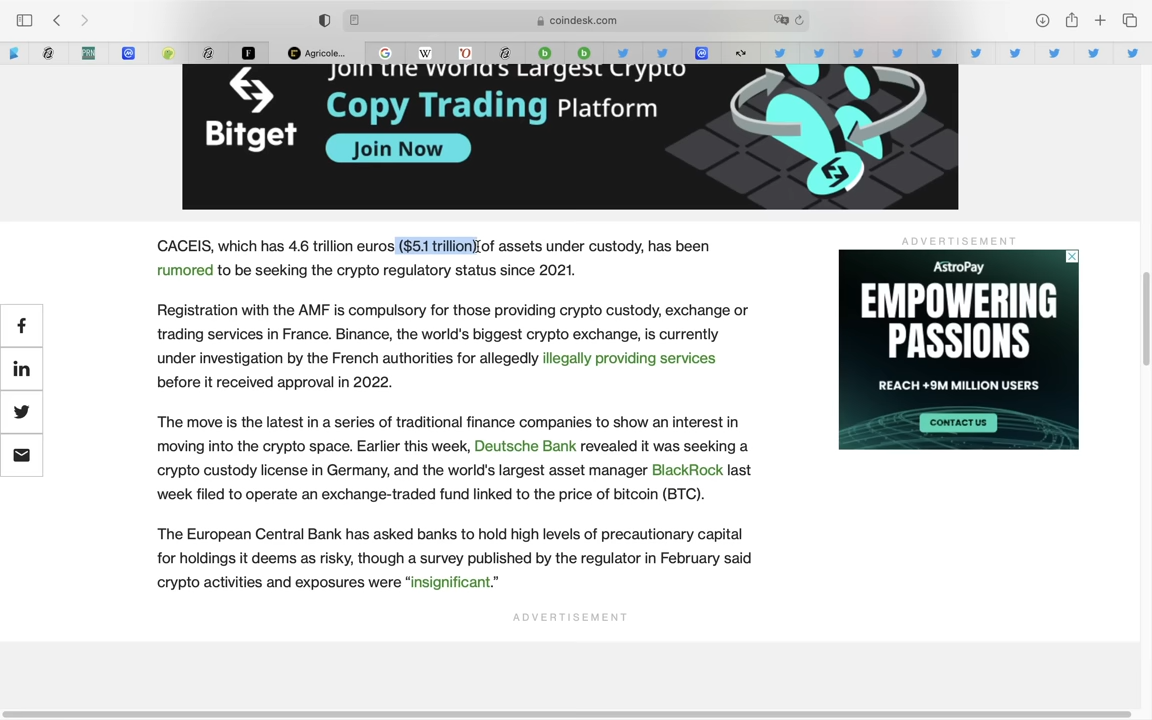 coindesk.com
PRN
F
Agricole...
G
W
O
b
b
Join the World's Largest Crypto
Copy Trading Platform
Bitget
Join Now
CACEIS, which has 4.6 trillion euros ($5.1 trillion) of assets under custody, has been
rumored to be seeking the crypto regulatory status since 2021.
Registration with the AMF is compulsory for those providing crypto custody, exchange or
trading services in France. Binance, the world's biggest crypto exchange, is currently
under investigation by the French authorities for allegedly illegally providing services
before it received approval in 2022.
The move is the latest in a series of traditional finance companies to show an interest in
moving into the crypto space. Earlier this week, Deutsche Bank revealed it was seeking a
crypto custody license in Germany, and the world's largest asset manager BlackRock last
week filed to operate an exchange-traded fund linked to the price of bitcoin (BTC).
The European Central Bank has asked banks to hold high levels of precautionary capital
for holdings it deems as risky, though a survey published by the regulator in February said
crypto activities and exposures were “insignificant.”
ADVERTISEMENT
ADVERTISEMENT
AstroPay
EMPOWERING
PASSIONS
REACH +9M MILLION USERS
CONTACT US
f
in